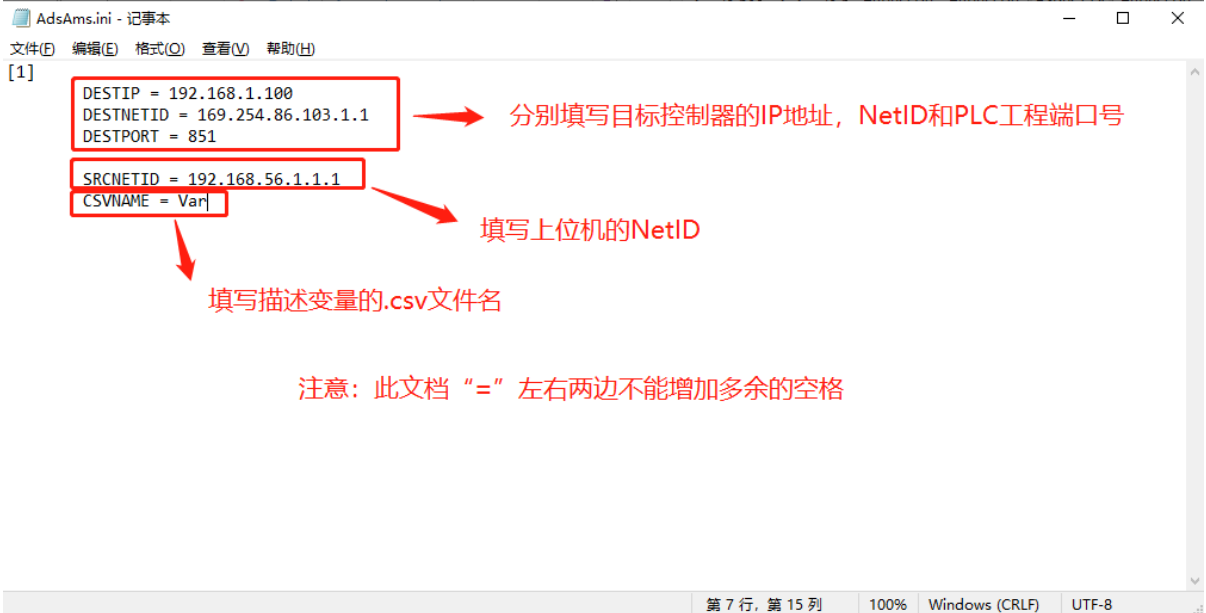 AdsAms.ini - 记事本
文件(F) 编辑(E) 格式(O) 查看(V) 帮助(H)
[1]
DESTIP = 192.168.1.100
DESTNETID = 169.254.86.103.1.1
DESTPORT = 851
分别填写目标控制器的IP地址，NetID和PLC工程端口号
SRCNETID = 192.168.56.1.1.1
CSVNAME = Var
填写上位机的NetID
填写描述变量的.csv文件名
注意：此文档“=”左右两边不能增加多余的空格
第 7 行，第 15 列 100% Windows (CRLF) UTF-8